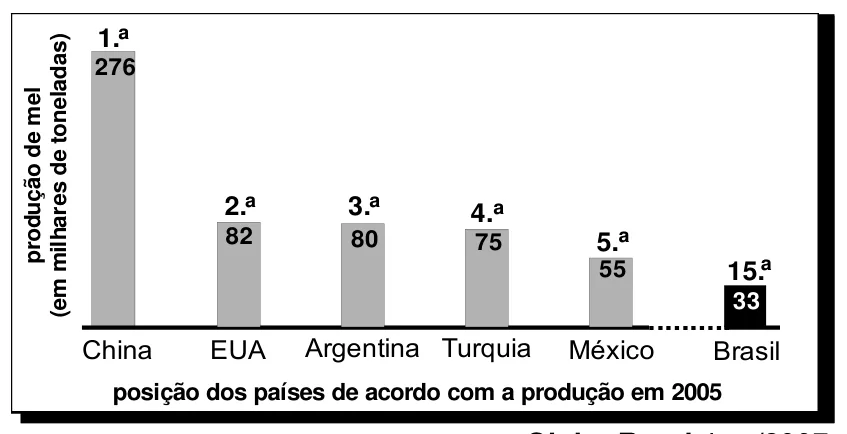 produção de mel
(em milhares de toneladas)
1.ª
276
2.ª
82
3.ª
80
4.ª
75
5.ª
55
15.ª
33
China
EUA
Argentina
Turquia
México
Brasil
posição dos países de acordo com a produção em 2005